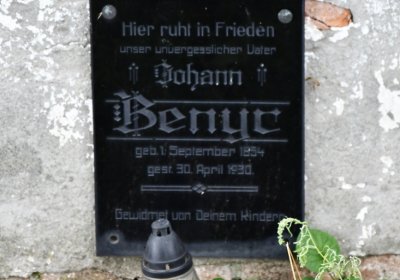 Hier ruht in Frieden
unser unvergesslicher Vater
Johann
Benyc
geb. 1. September 1854
gest. 30. April 1930.
Gewidmet von Deinem Kindern